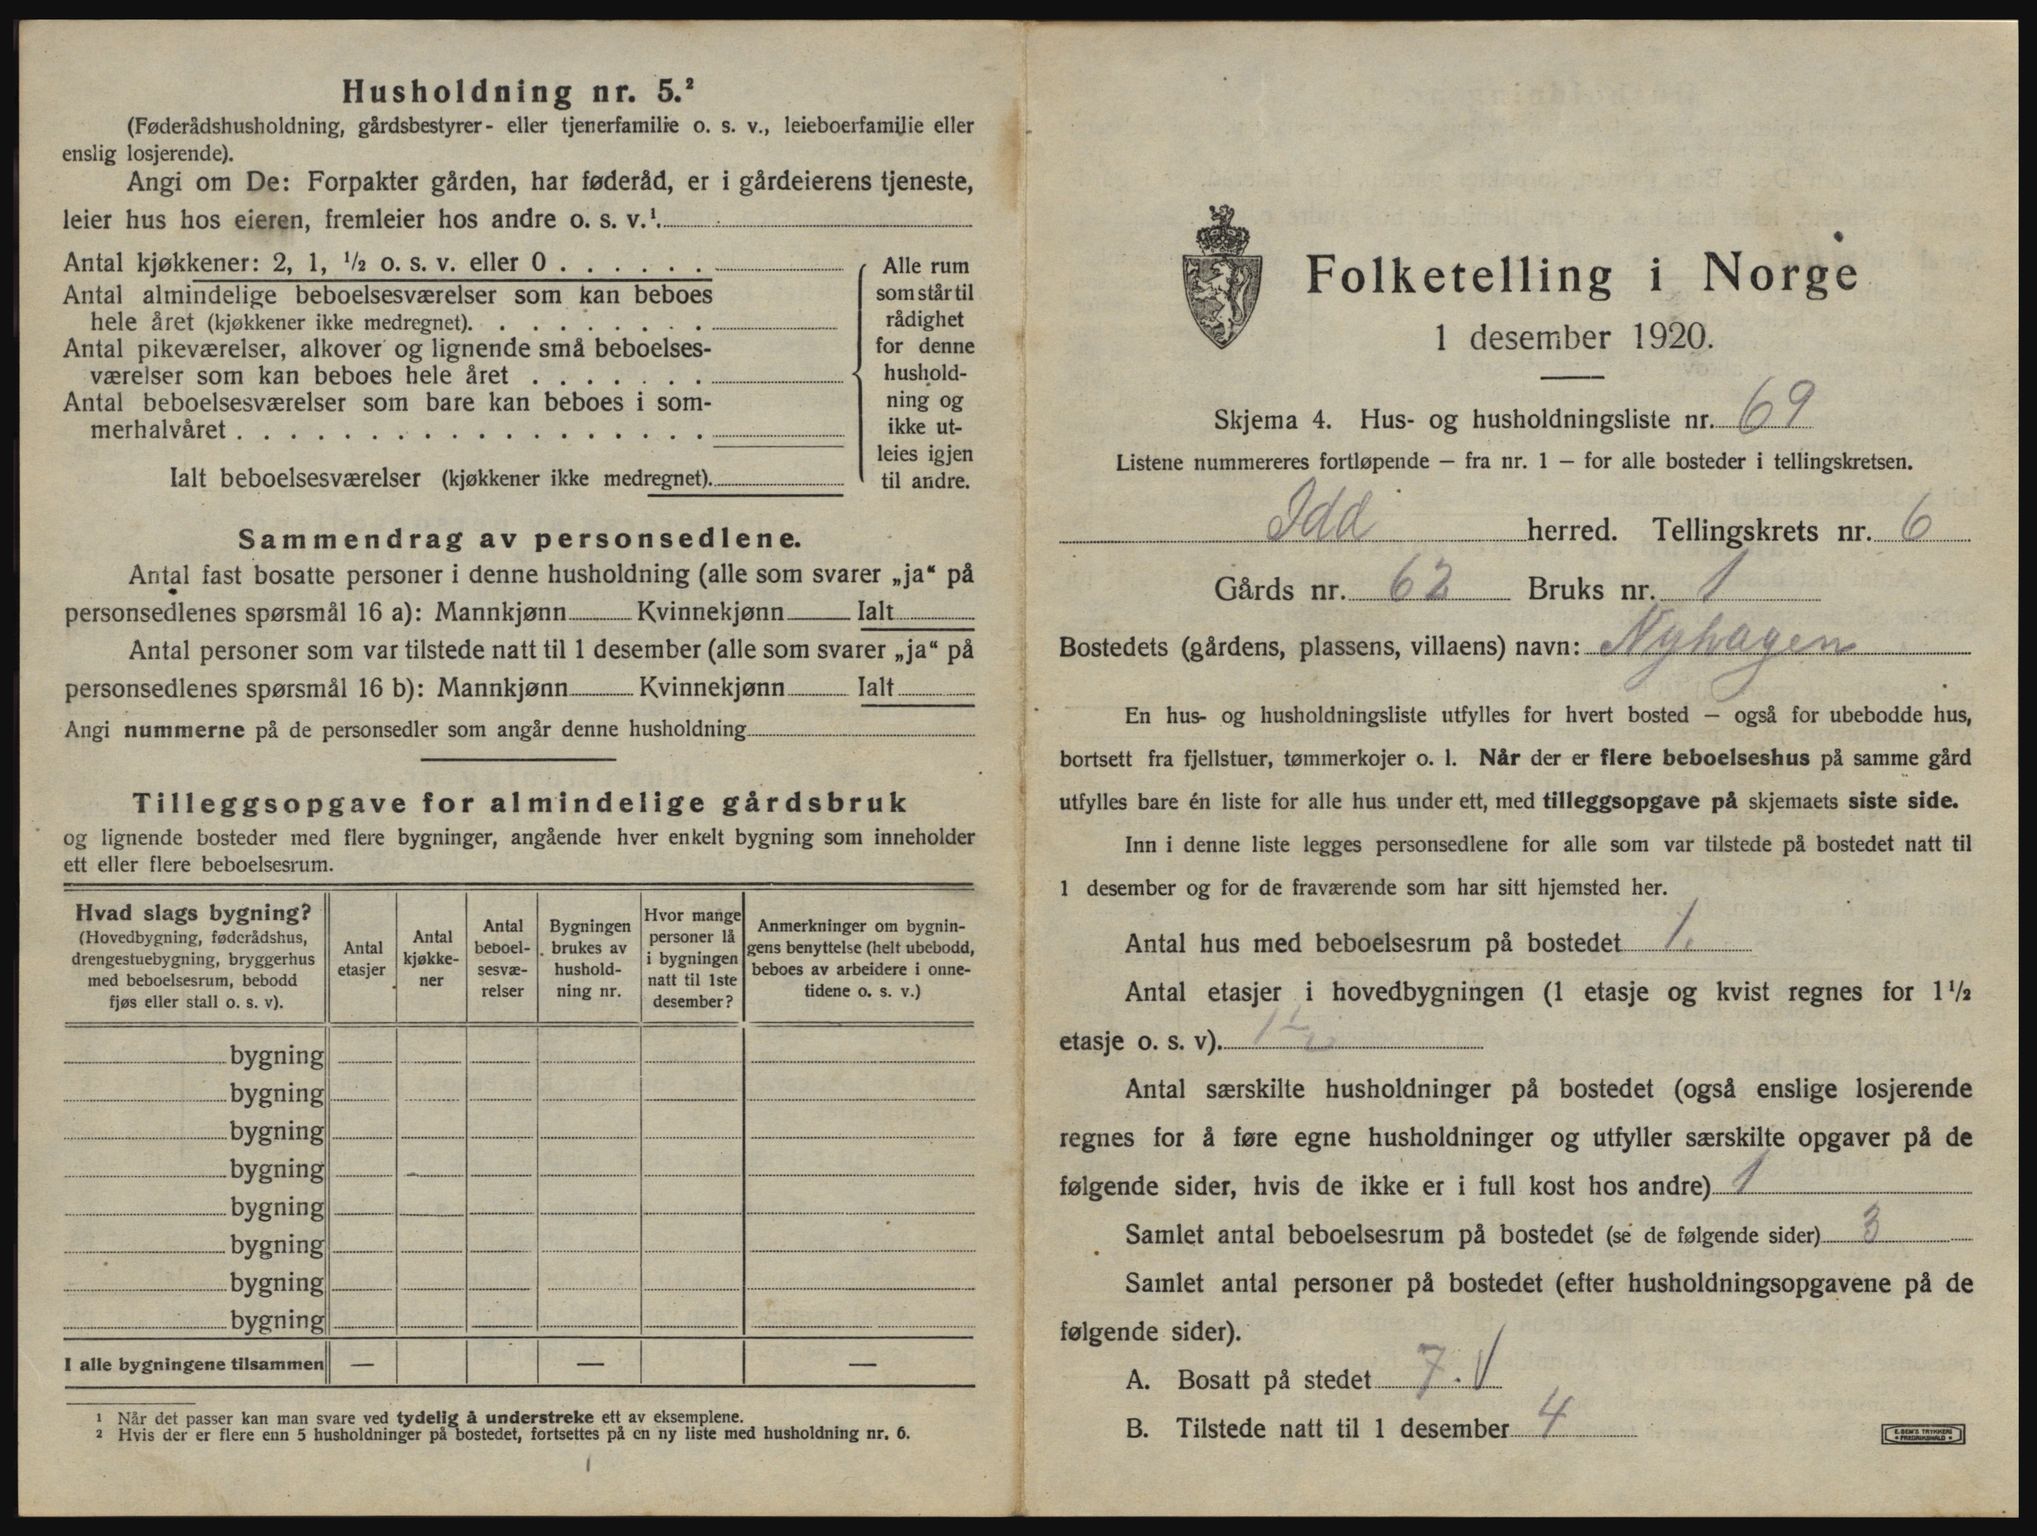 Husholdning nr. 5.²
(Føderådshusholdning, gårdsbestyrer- eller tjenerfamilie o. s. v., leieboerfamilie eller
enslig losjerende).
Angi om De: Forpakter gården, har føderåd, er i gårdeierens tjeneste,
leier hus hos eieren, fremleier hos andre o. s. v.¹.
Antal kjøkkener: 2, 1, ½ o. s. v. eller 0 . . . . . .
Antal almindelige beboelsesværelser som kan beboes
hele året (kjøkkener ikke medregnet). . . . . . . . .
Antal pikeværelser, alkover og lignende små beboelses-
værelser som kan beboes hele året . . . . . . .
Antal beboelsesværelser som bare kan beboes i som-
merhalvåret . . . . . . . . . . . . . . . . . .
Ialt beboelsesværelser (kjøkkener ikke medregnet).
Alle rum
som står til
rådighet
for denne
hushold-
ning og
ikke ut-
leies igjen
til andre.
Sammendrag av personsedlene.
Antal fast bosatte personer i denne husholdning (alle som svarer „ja“ på
personsedlenes spørsmål 16 a): Mannkjønn Kvinnekjønn Ialt
Antal personer som var tilstede natt til 1 desember (alle som svarer „ja“ på
personsedlenes spørsmål 16 b): Mannkjønn Kvinnekjønn Ialt
Angi nummerne på de personsedler som angår denne husholdning
Tilleggsopgave for almindelige gårdsbruk
og lignende bosteder med flere bygninger, angående hver enkelt bygning som inneholder
ett eller flere beboelsesrum.
Hvad slags bygning?
(Hovedbygning, føderådshus,
drengestuebygning, bryggerhus
med beboelsesrum, bebodd
fjøs eller stall o. s. v).
Antal
etasjer
Antal
kjøkke-
ner
Antal
beboel-
sesvæ-
relser
Bygningen
brukes av
hushold-
ning nr.
Hvor mange
personer lå
i bygningen
natt til 1ste
desember?
Anmerkninger om bygnin-
gens benyttelse (helt ubebodd,
beboes av arbeidere i onne-
tidene o. s. v.)
bygning
bygning
bygning
bygning
bygning
bygning
bygning
bygning
I alle bygningene tilsammen — — —
¹ Når det passer kan man svare ved tydelig å understreke ett av eksemplene.
² Hvis der er flere enn 5 husholdninger på bostedet, fortsettes på en ny liste med husholdning nr. 6.
Folketelling i Norge
1 desember 1920.
Skjema 4. Hus- og husholdningsliste nr. 69
Listene nummereres fortløpende — fra nr. 1 — for alle bosteder i tellingskretsen.
Idd herred. Tellingskrets nr. 6
Gårds nr. 62 Bruks nr. 1
Bostedets (gårdens, plassens, villaens) navn: Nyhagen
En hus- og husholdningsliste utfylles for hvert bosted — også for ubebodde hus,
bortsett fra fjellstuer, tømmerkojer o. l. Når der er flere beboelseshus på samme gård
utfylles bare én liste for alle hus under ett, med tilleggsopgave på skjemaets siste side.
Inn i denne liste legges personsedlene for alle som var tilstede på bostedet natt til
1 desember og for de fraværende som har sitt hjemsted her.
Antal hus med beboelsesrum på bostedet 1.
Antal etasjer i hovedbygningen (1 etasje og kvist regnes for 1½
etasje o. s. v). 1½
Antal særskilte husholdninger på bostedet (også enslige losjerende
regnes for å føre egne husholdninger og utfyller særskilte opgaver på de
følgende sider, hvis de ikke er i full kost hos andre) 1
Samlet antal beboelsesrum på bostedet (se de følgende sider) 3
Samlet antal personer på bostedet (efter husholdningsopgavene på de
følgende sider).
A. Bosatt på stedet 7. √
B. Tilstede natt til 1 desember 4
E. SEM'S TRYKKERI
FREDRIKSHALD